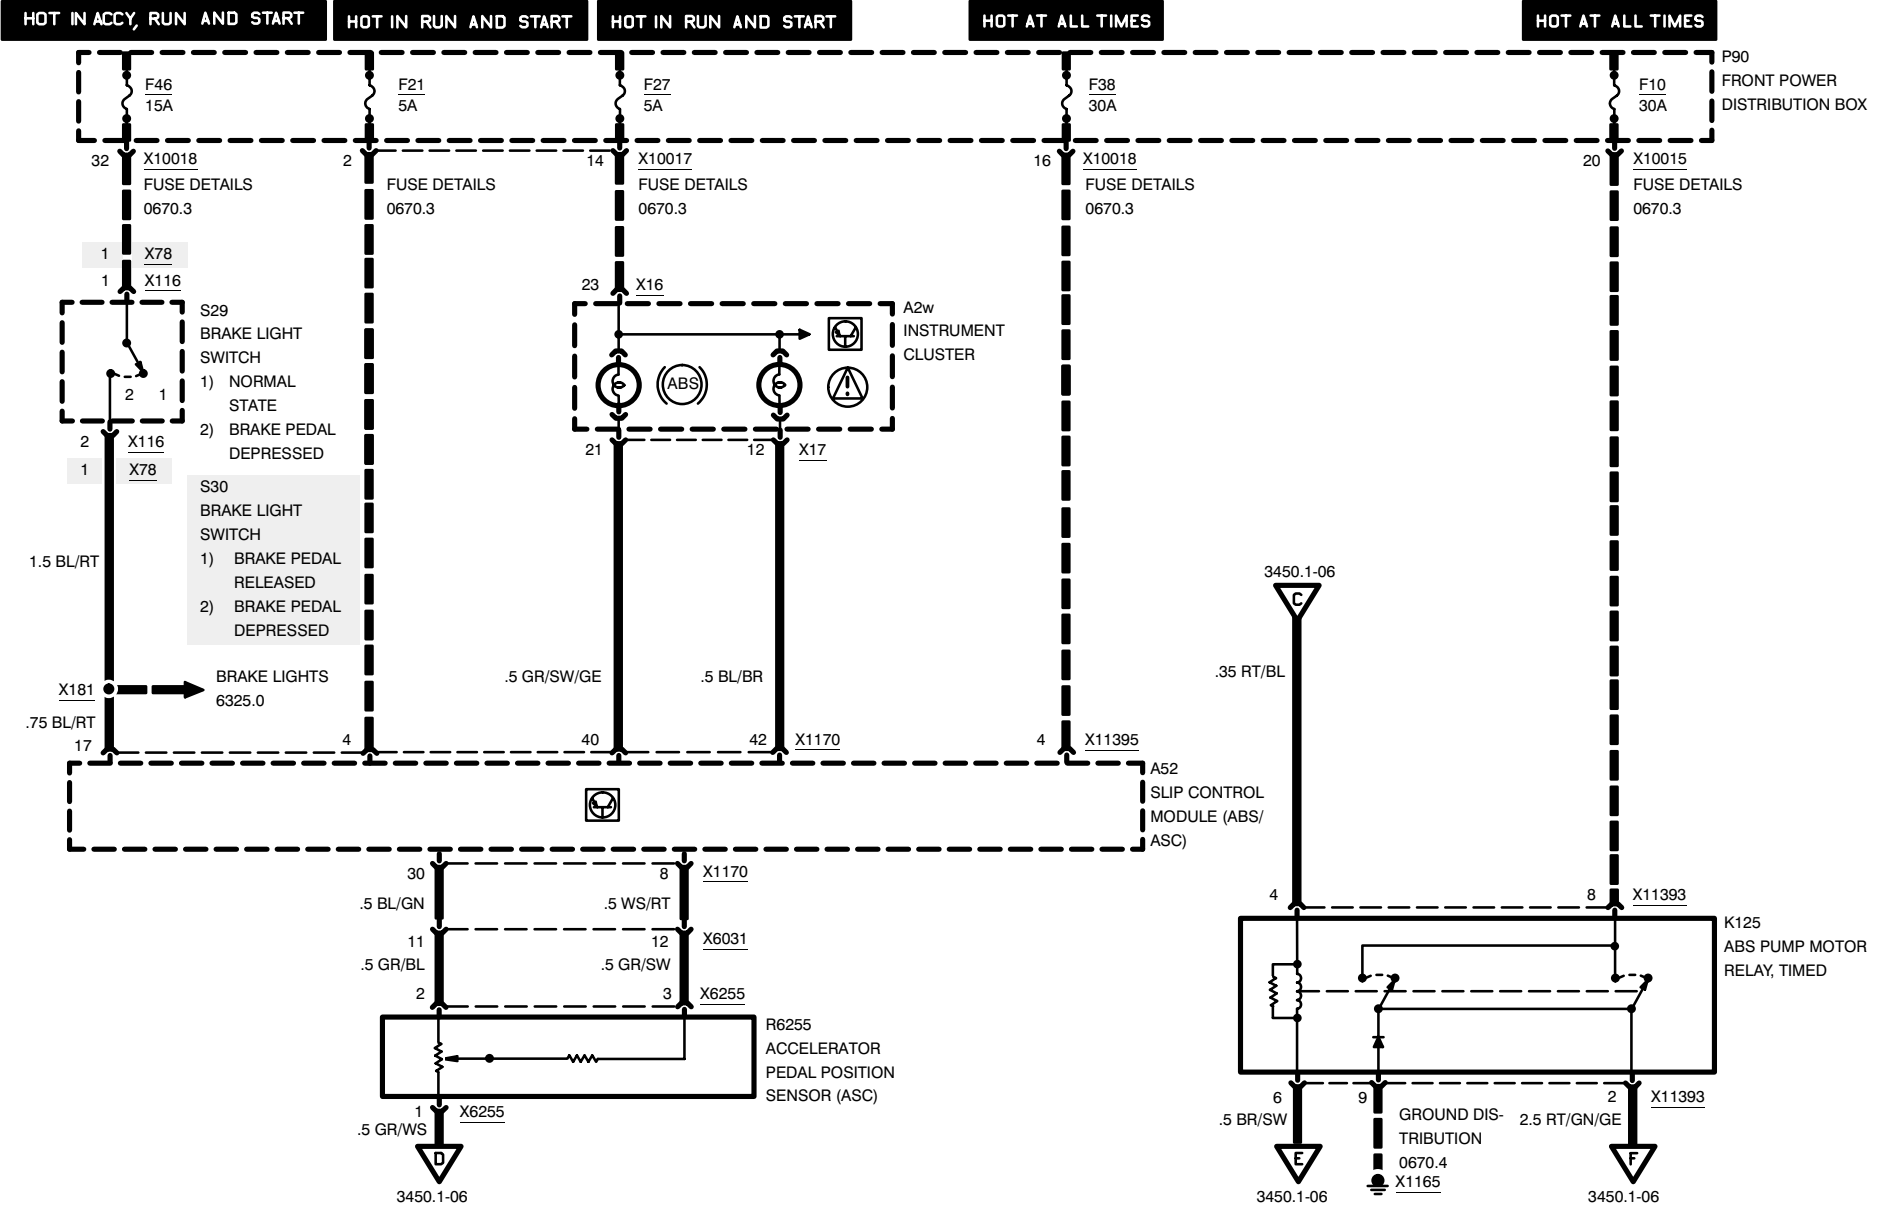 HOT IN ACCY, RUN AND START
HOT IN RUN AND START
HOT IN RUN AND START
HOT AT ALL TIMES
HOT AT ALL TIMES
F46
15A
F21
5A
F27
5A
F38
30A
F10
30A
P90
FRONT POWER
DISTRIBUTION BOX
32
X10018
FUSE DETAILS
0670.3
2
FUSE DETAILS
0670.3
14
X10017
FUSE DETAILS
0670.3
16
X10018
FUSE DETAILS
0670.3
20
X10015
FUSE DETAILS
0670.3
1
X78
1
X116
2
1
S29
BRAKE LIGHT
SWITCH
1) NORMAL
STATE
2) BRAKE PEDAL
DEPRESSED
2
X116
1
X78
S30
BRAKE LIGHT
SWITCH
1) BRAKE PEDAL
RELEASED
2) BRAKE PEDAL
DEPRESSED
23
X16
A2w
INSTRUMENT
CLUSTER
ABS
21
12
X17
1.5 BL/RT
X181
BRAKE LIGHTS
6325.0
.75 BL/RT
.5 GR/SW/GE
.5 BL/BR
3450.1-06
C
.35 RT/BL
17
4
40
42
X1170
4
X11395
A52
SLIP CONTROL
MODULE (ABS/
ASC)
30
8
X1170
.5 BL/GN
.5 WS/RT
11
12
X6031
.5 GR/BL
.5 GR/SW
2
3
X6255
R6255
ACCELERATOR
PEDAL POSITION
SENSOR (ASC)
1
X6255
.5 GR/WS
D
3450.1-06
4
8
X11393
K125
ABS PUMP MOTOR
RELAY, TIMED
6
9
2
X11393
.5 BR/SW
GROUND DIS-
TRIBUTION
0670.4
X1165
2.5 RT/GN/GE
E
3450.1-06
F
3450.1-06